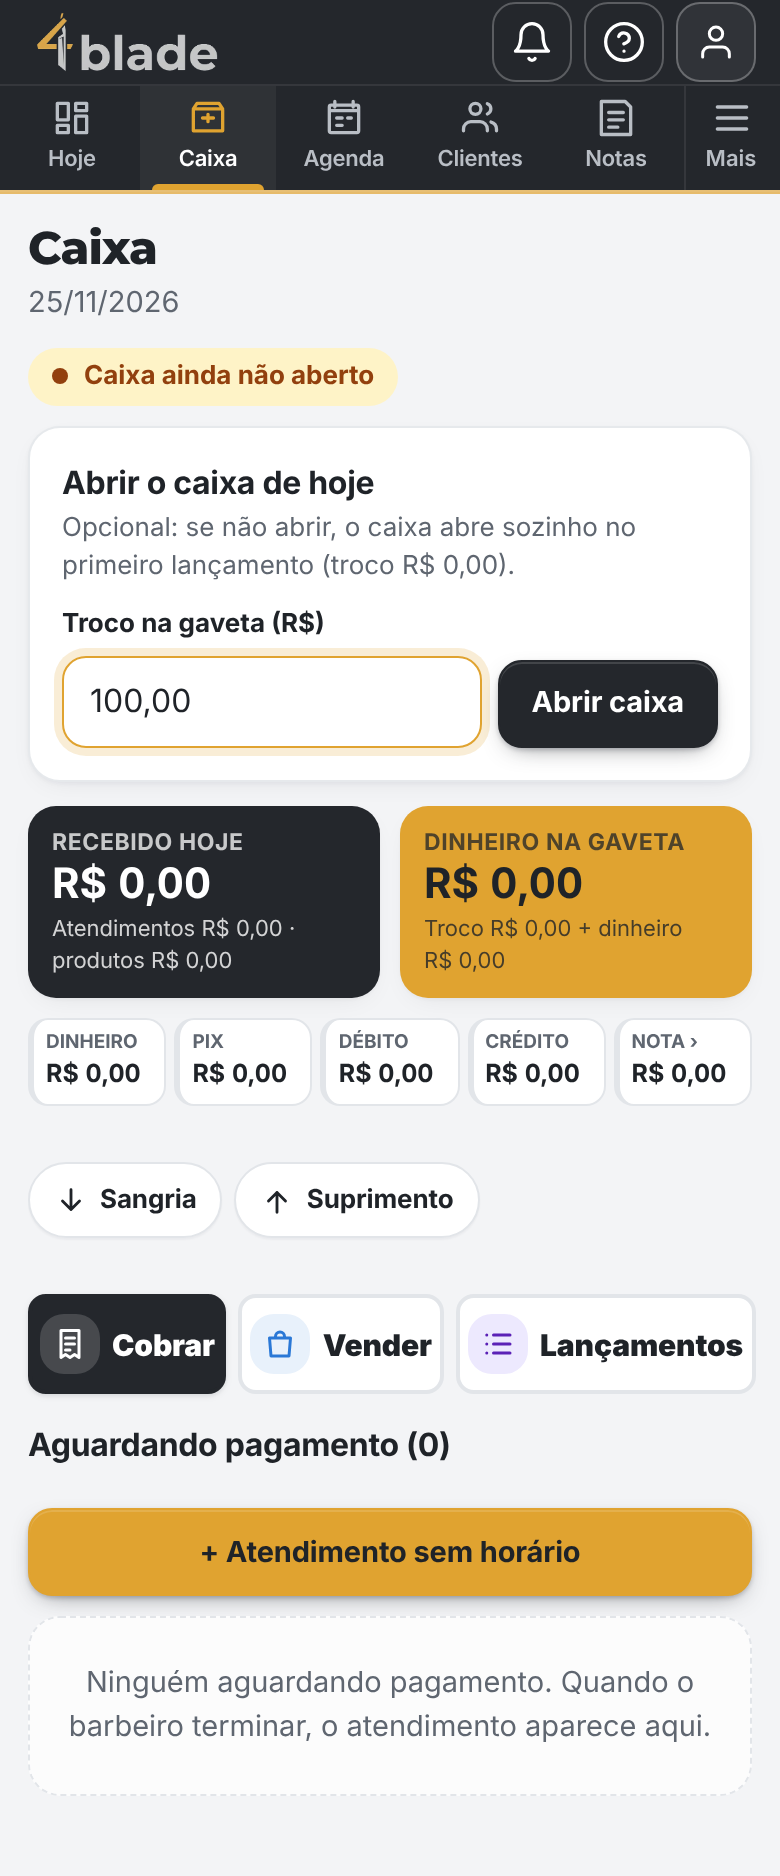 4blade
Hoje
Caixa
Agenda
Clientes
Notas
Mais
Caixa
25/11/2026
Caixa ainda não aberto
Abrir o caixa de hoje
Opcional: se não abrir, o caixa abre sozinho no
primeiro lançamento (troco R$ 0,00).
Troco na gaveta (R$)
100,00
Abrir caixa
RECEBIDO HOJE
R$ 0,00
Atendimentos R$ 0,00 ·
produtos R$ 0,00
DINHEIRO NA GAVETA
R$ 0,00
Troco R$ 0,00 + dinheiro
R$ 0,00
DINHEIRO
R$ 0,00
PIX
R$ 0,00
DÉBITO
R$ 0,00
CRÉDITO
R$ 0,00
NOTA ›
R$ 0,00
Sangria
Suprimento
Cobrar
Vender
Lançamentos
Aguardando pagamento (0)
+ Atendimento sem horário
Ninguém aguardando pagamento. Quando o
barbeiro terminar, o atendimento aparece aqui.